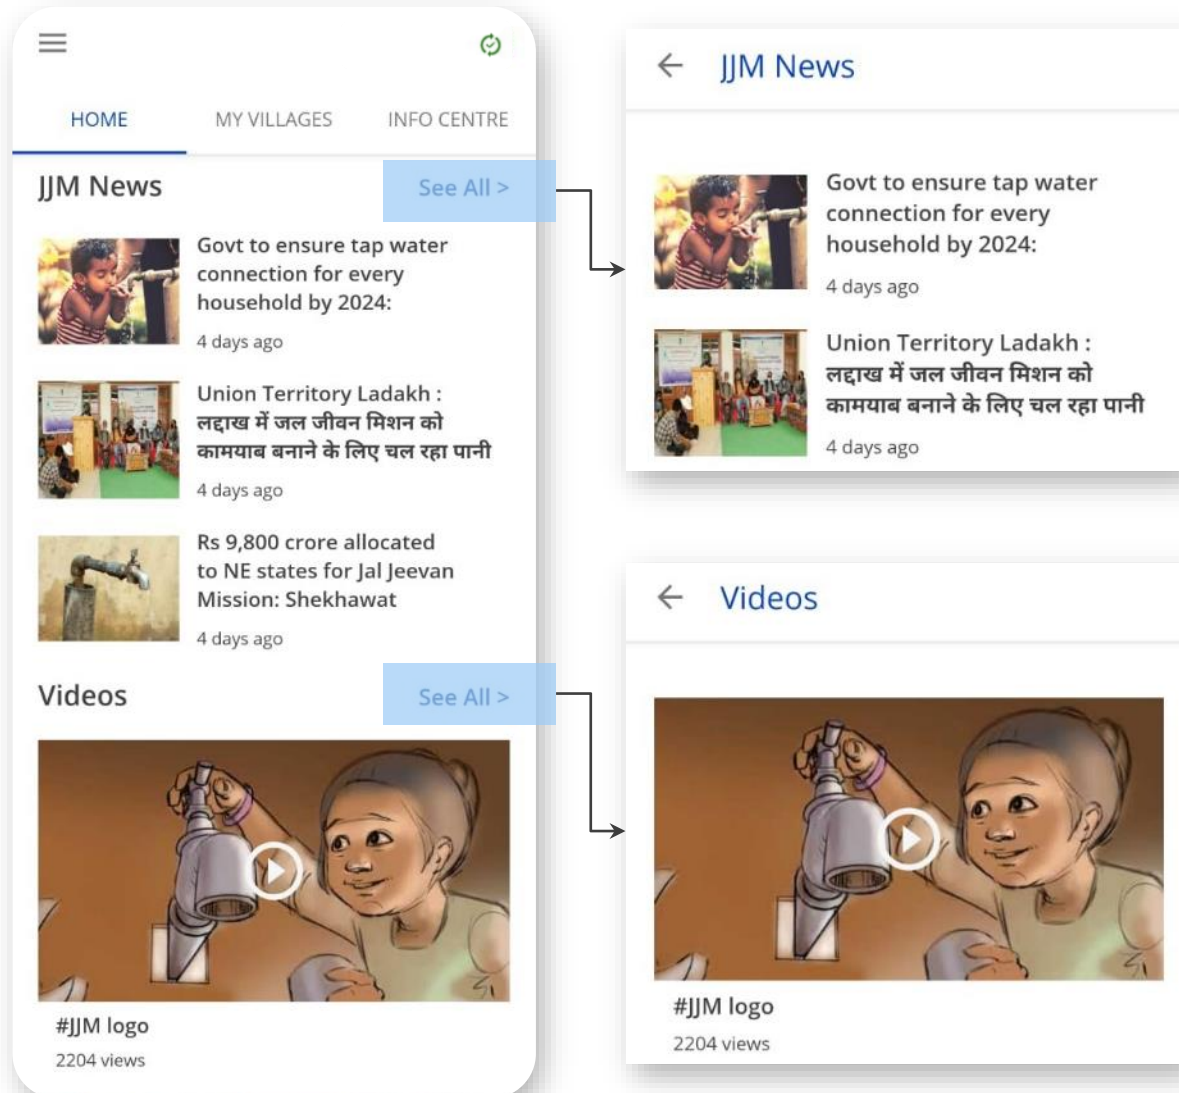 HOME MY VILLAGES INFO CENTRE
JJM News See All >
Govt to ensure tap water
connection for every
household by 2024:
4 days ago
Union Territory Ladakh :
लद्दाख में जल जीवन मिशन को
कामयाब बनाने के लिए चल रहा पानी
4 days ago
Rs 9,800 crore allocated
to NE states for Jal Jeevan
Mission: Shekhawat
4 days ago
Videos See All >
#JJM logo
2204 views
JJM News
Govt to ensure tap water
connection for every
household by 2024:
4 days ago
Union Territory Ladakh :
लद्दाख में जल जीवन मिशन को
कामयाब बनाने के लिए चल रहा पानी
4 days ago
Videos
#JJM logo
2204 views